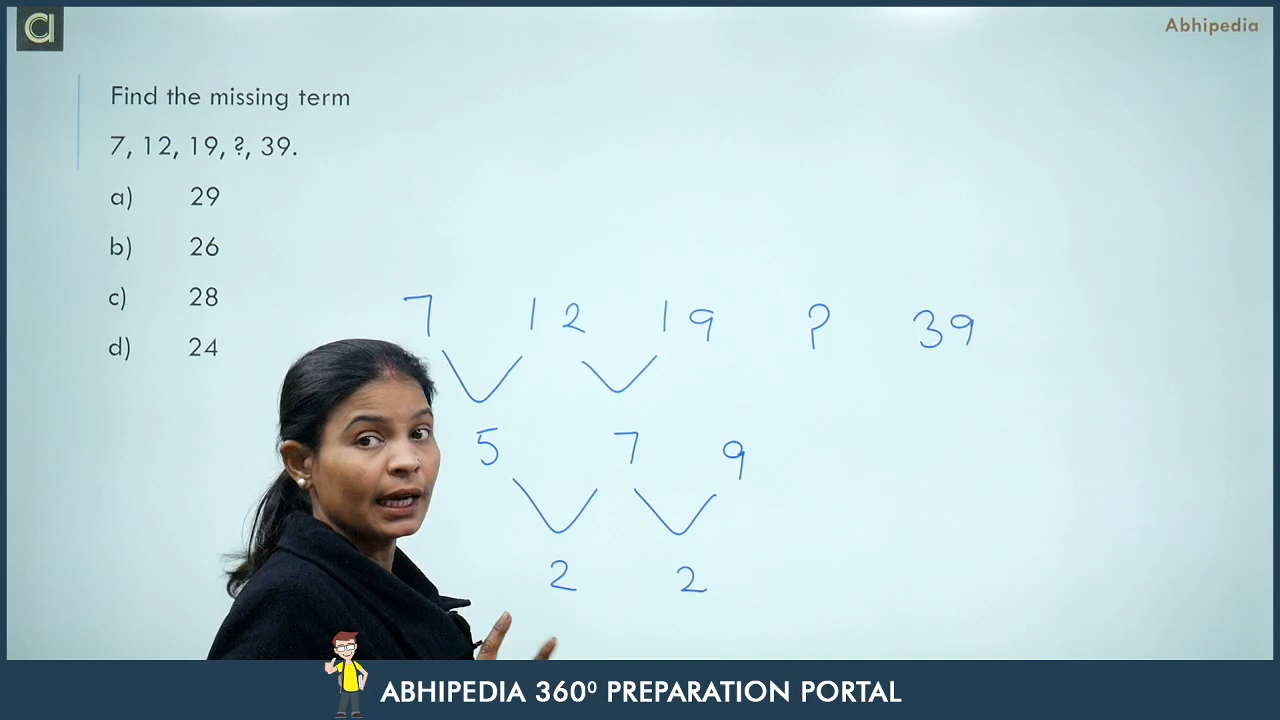 a
Abhipedia
Find the missing term
7, 12, 19, ?, 39.
a) 29
b) 26
c) 28
d) 24
7 12 19 ? 39
5 7 9
2 2
ABHIPEDIA 360⁰ PREPARATION PORTAL